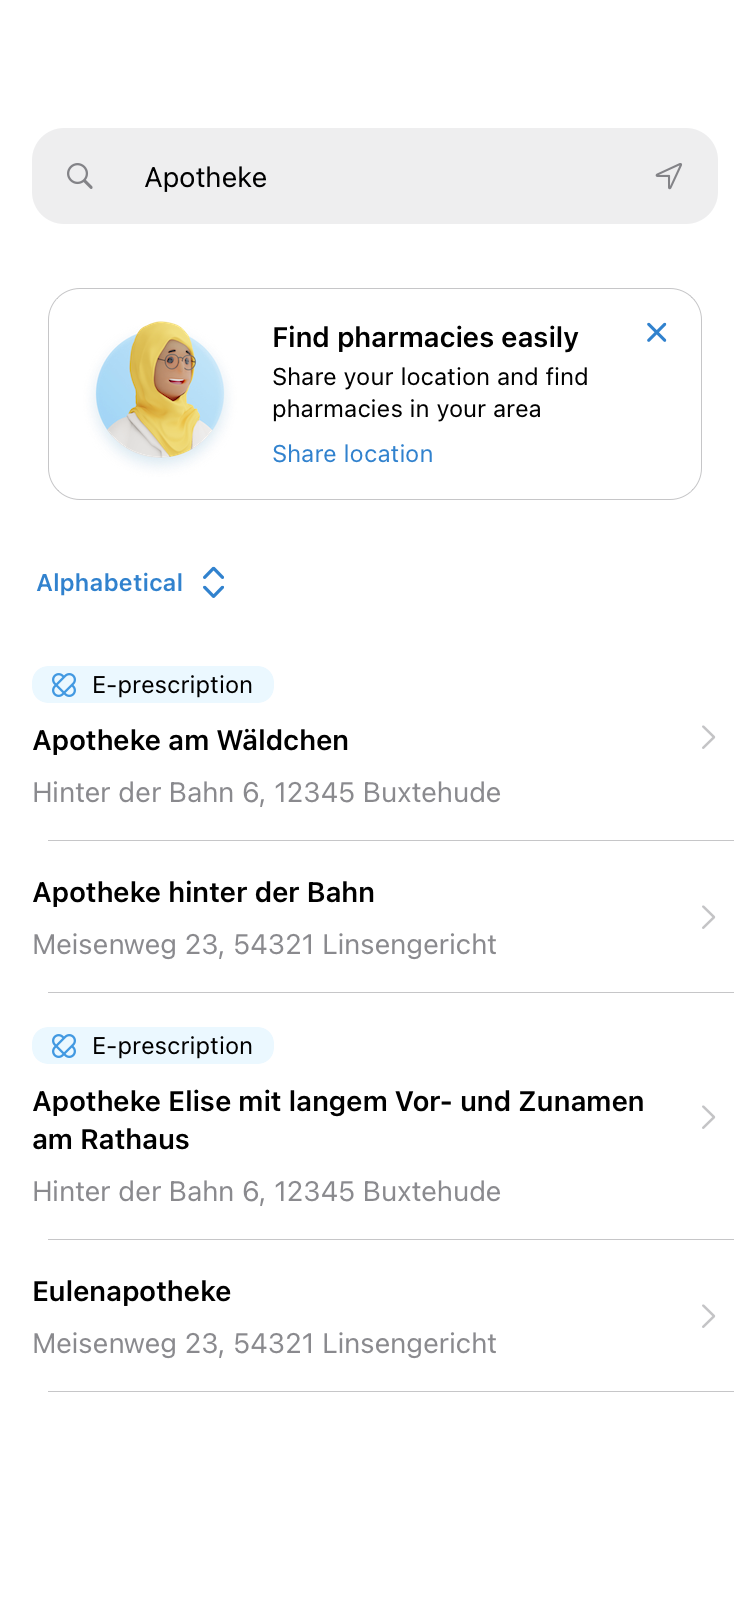 Apotheke
Find pharmacies easily
Share your location and find
pharmacies in your area
Share location
Alphabetical
E-prescription
Apotheke am Wäldchen
Hinter der Bahn 6, 12345 Buxtehude
Apotheke hinter der Bahn
Meisenweg 23, 54321 Linsengericht
E-prescription
Apotheke Elise mit langem Vor- und Zunamen
am Rathaus
Hinter der Bahn 6, 12345 Buxtehude
Eulenapotheke
Meisenweg 23, 54321 Linsengericht